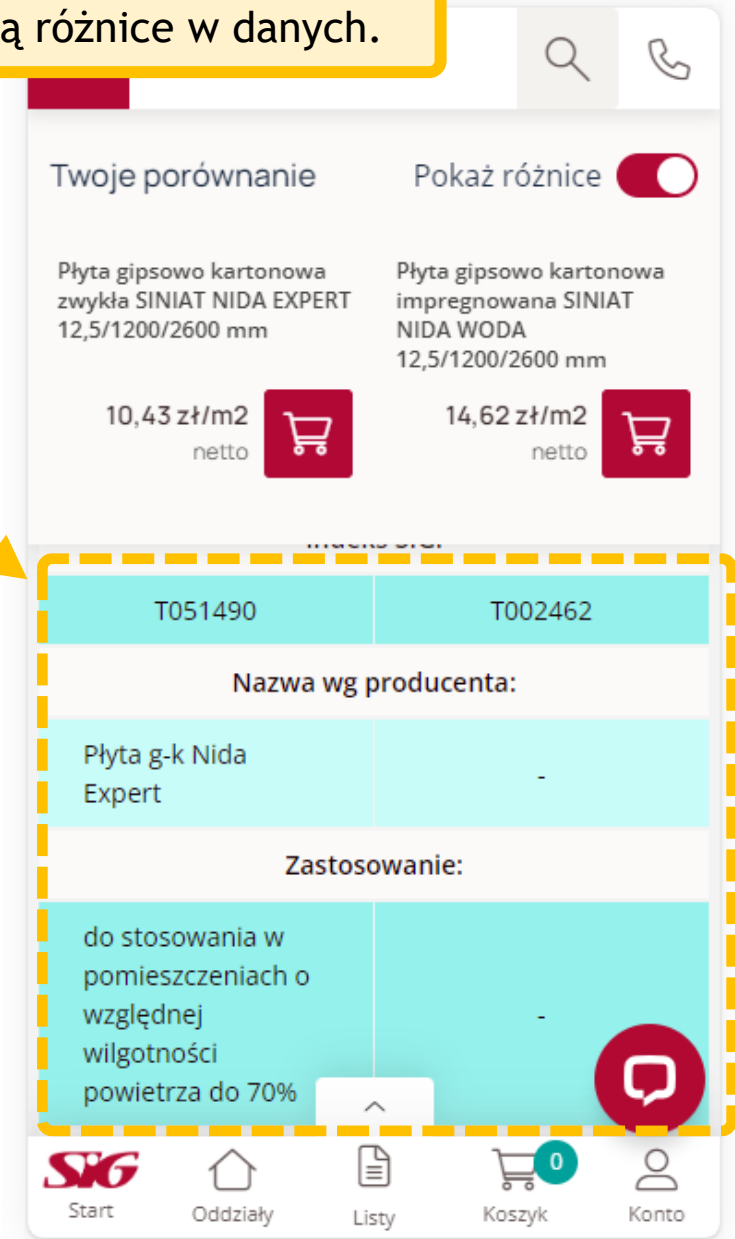 ą różnice w danych.
Twoje porównanie
Pokaż różnice
Płyta gipsowo kartonowa
zwykła SINIAT NIDA EXPERT
12,5/1200/2600 mm
10,43 zł/m2
netto
Płyta gipsowo kartonowa
impregnowana SINIAT
NIDA WODA
12,5/1200/2600 mm
14,62 zł/m2
netto
T051490
T002462
Nazwa wg producenta:
Płyta g-k Nida
Expert
-
Zastosowanie:
do stosowania w
pomieszczeniach o
względnej
wilgotności
powietrza do 70%
-
SIG
Start
Oddziały
Listy
0
Koszyk
Konto